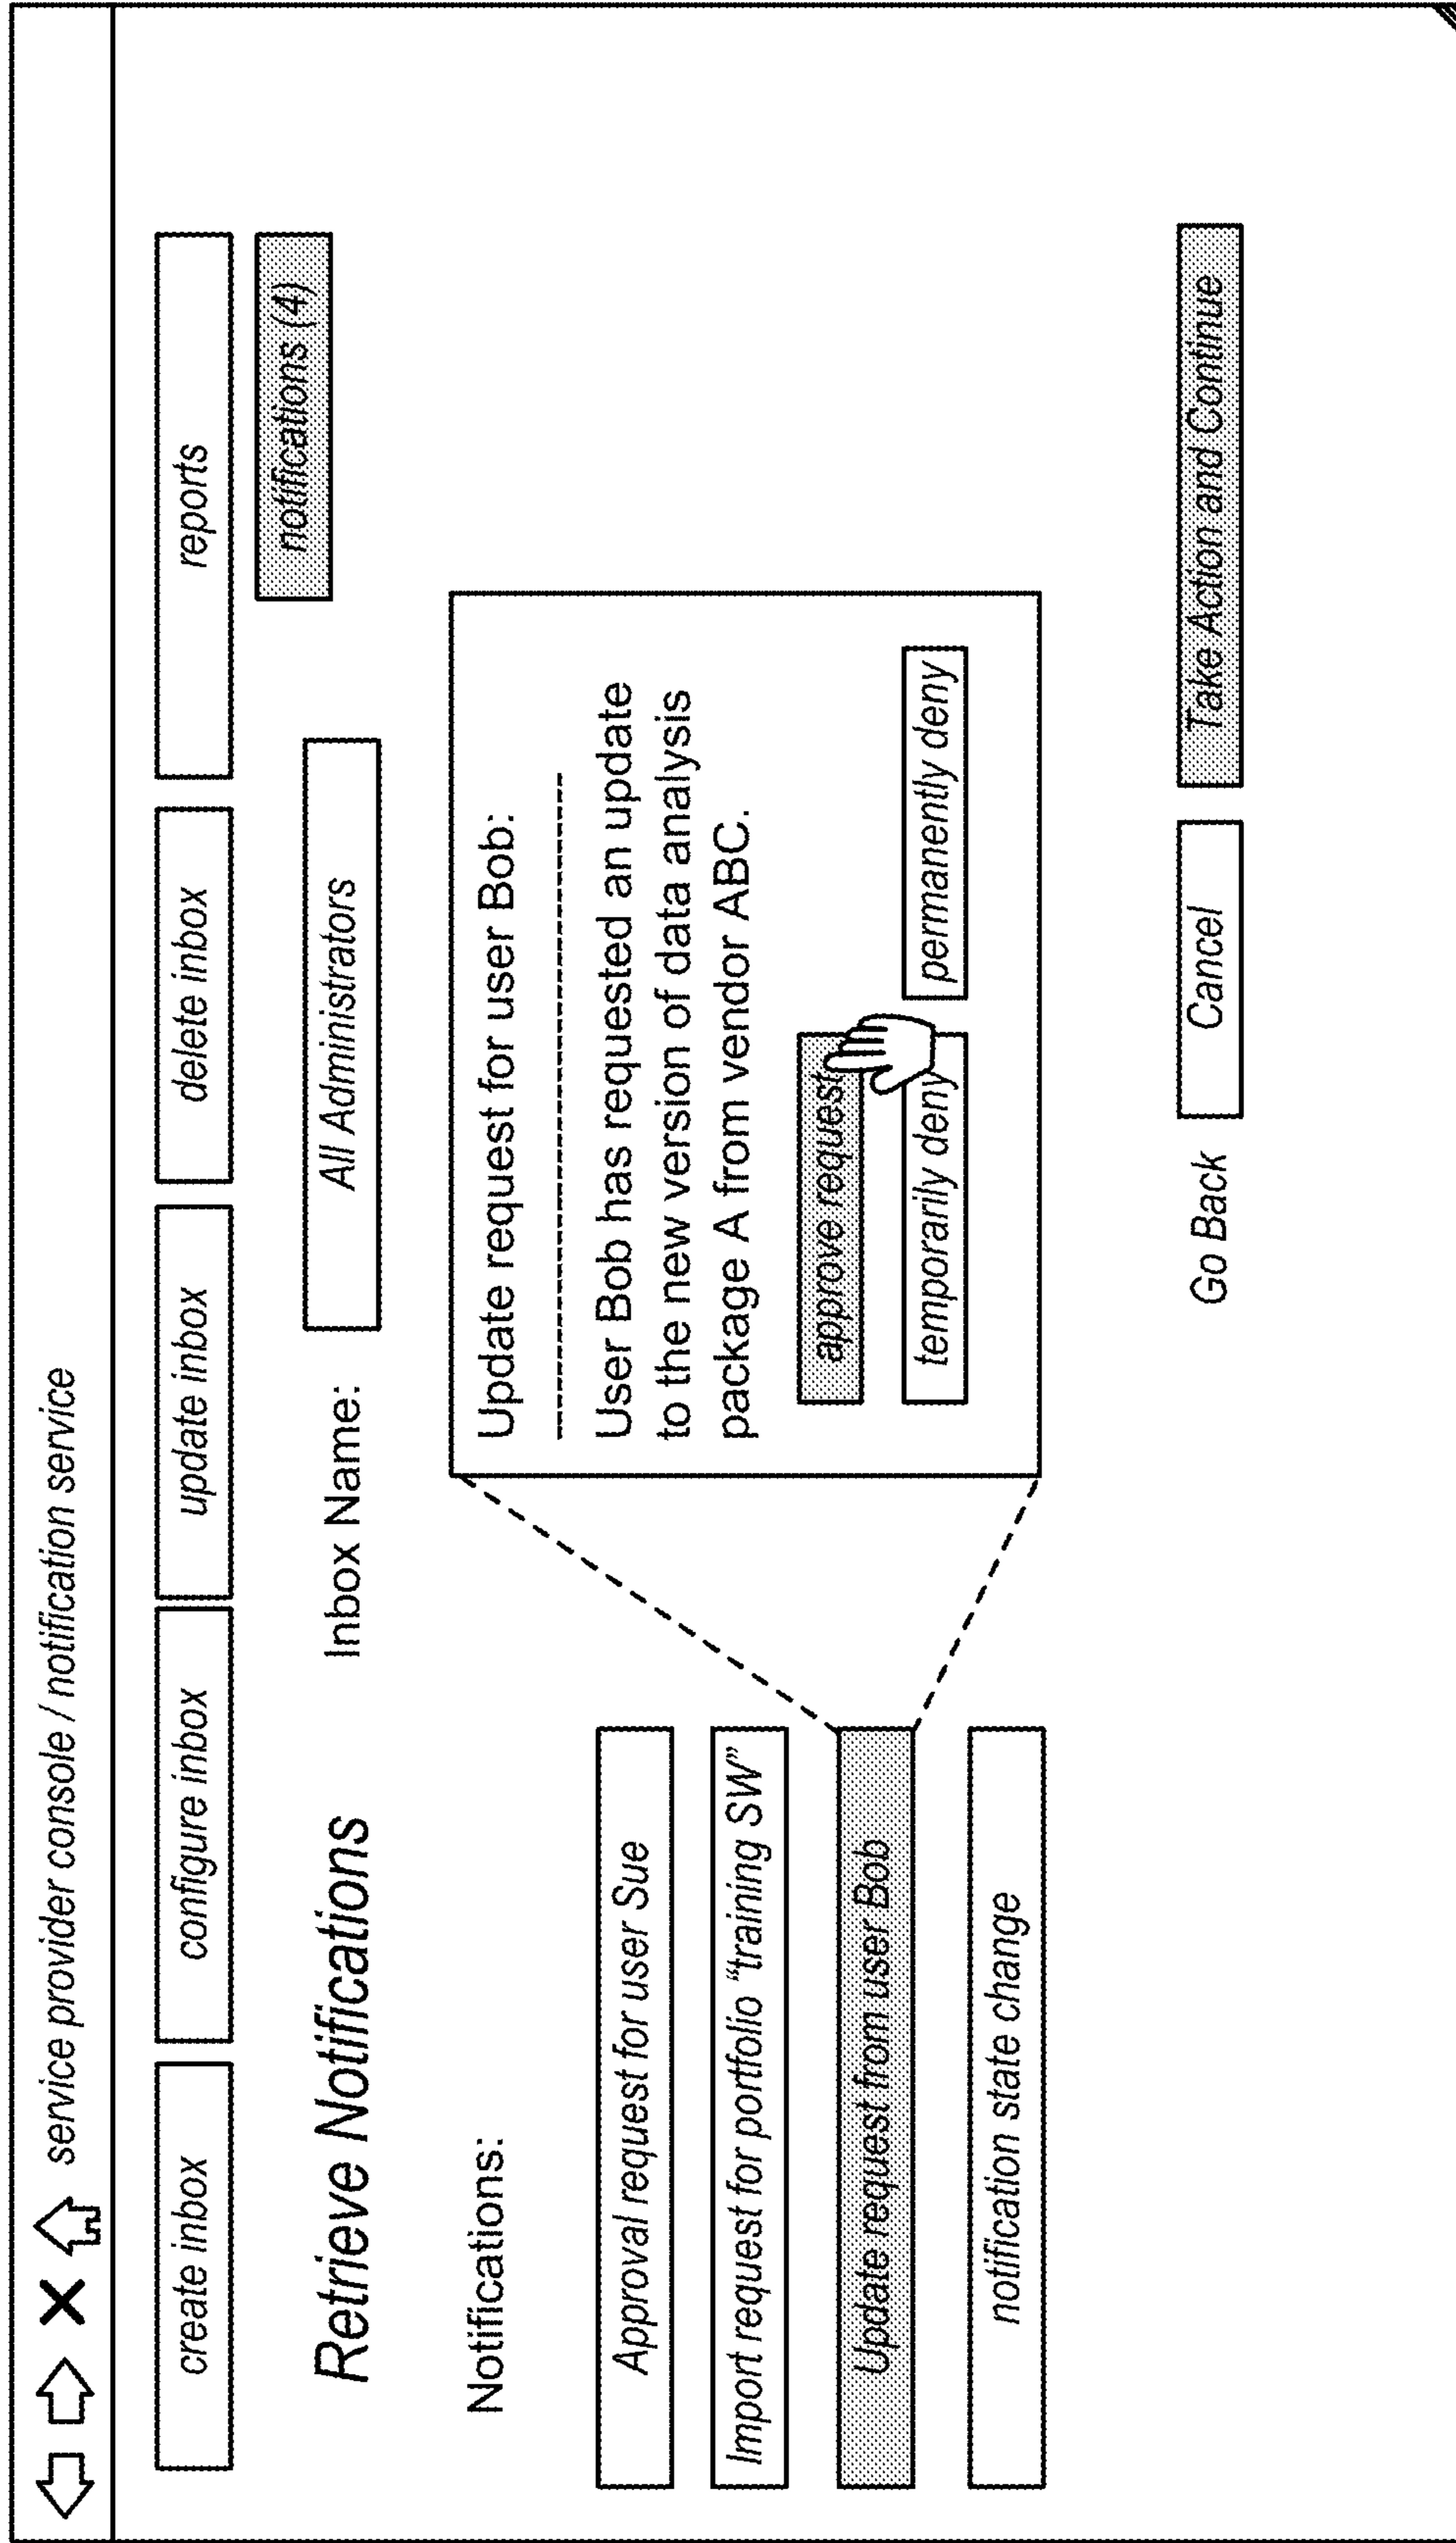 service provider console / notification service
create inbox
configure inbox
update inbox
delete inbox
reports
notifications (4)
Retrieve Notifications
Inbox Name:
All Administrators
Notifications:
Approval request for user Sue
Import request for portfolio “training SW”
Update request from user Bob
notification state change
Update request for user Bob:
User Bob has requested an update
to the new version of data analysis
package A from vendor ABC.
approve request
temporarily deny
permanently deny
Go Back
Cancel
Take Action and Continue